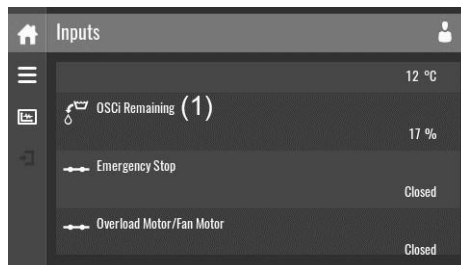 Inputs
12 °C
OSCi Remaining (1)
17 %
Emergency Stop
Closed
Overload Motor/Fan Motor
Closed